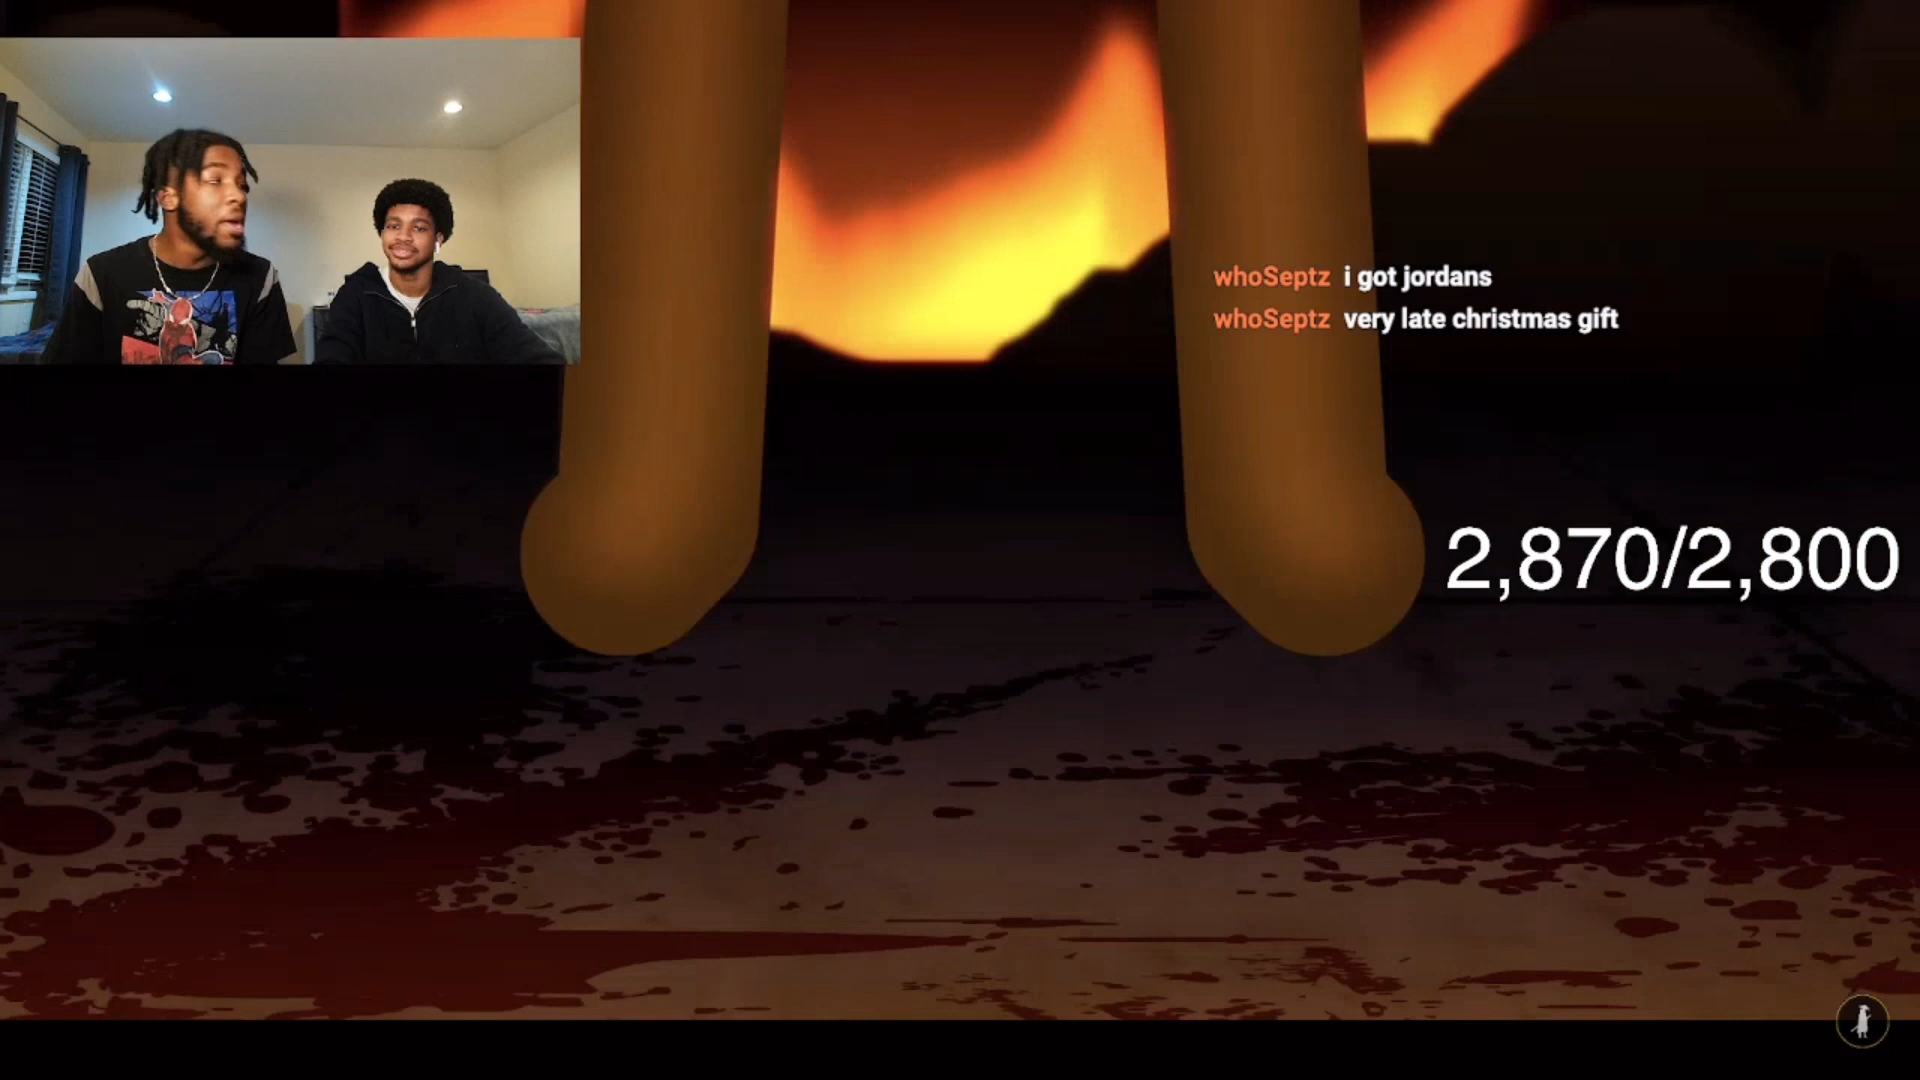 whoSeptz i got jordans
whoSeptz very late christmas gift
2,870/2,800